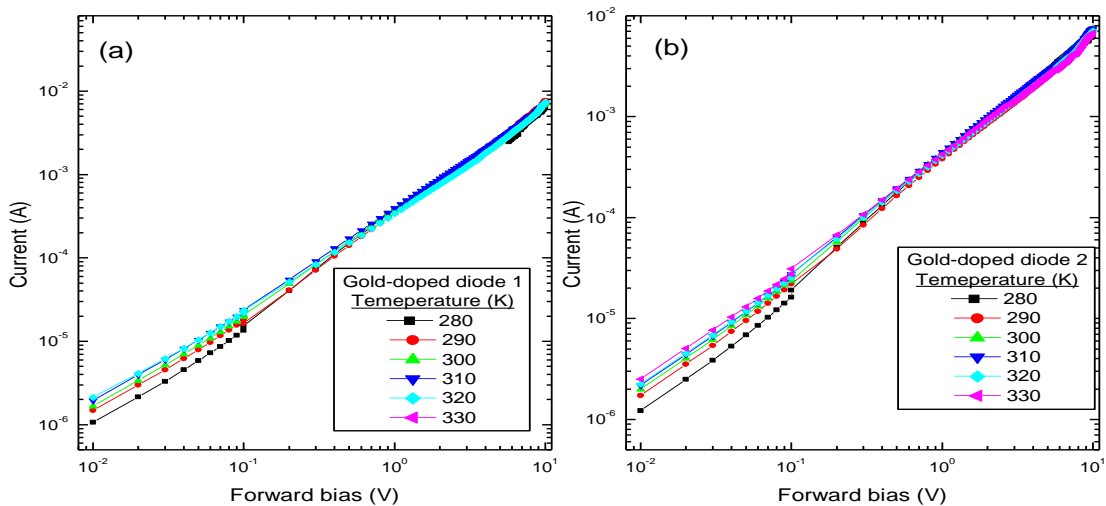 (a)
10^-2
10^-3
10^-4
10^-5
10^-6
Current (A)
10^-2 10^-1 10^0 10^1
Forward bias (V)
Gold-doped diode 1
Temeperature (K)
280
290
300
310
320
330
(b)
10^-2
10^-3
10^-4
10^-5
10^-6
Current (A)
10^-2 10^-1 10^0 10^1
Forward bias (V)
Gold-doped diode 2
Temeperature (K)
280
290
300
310
320
330